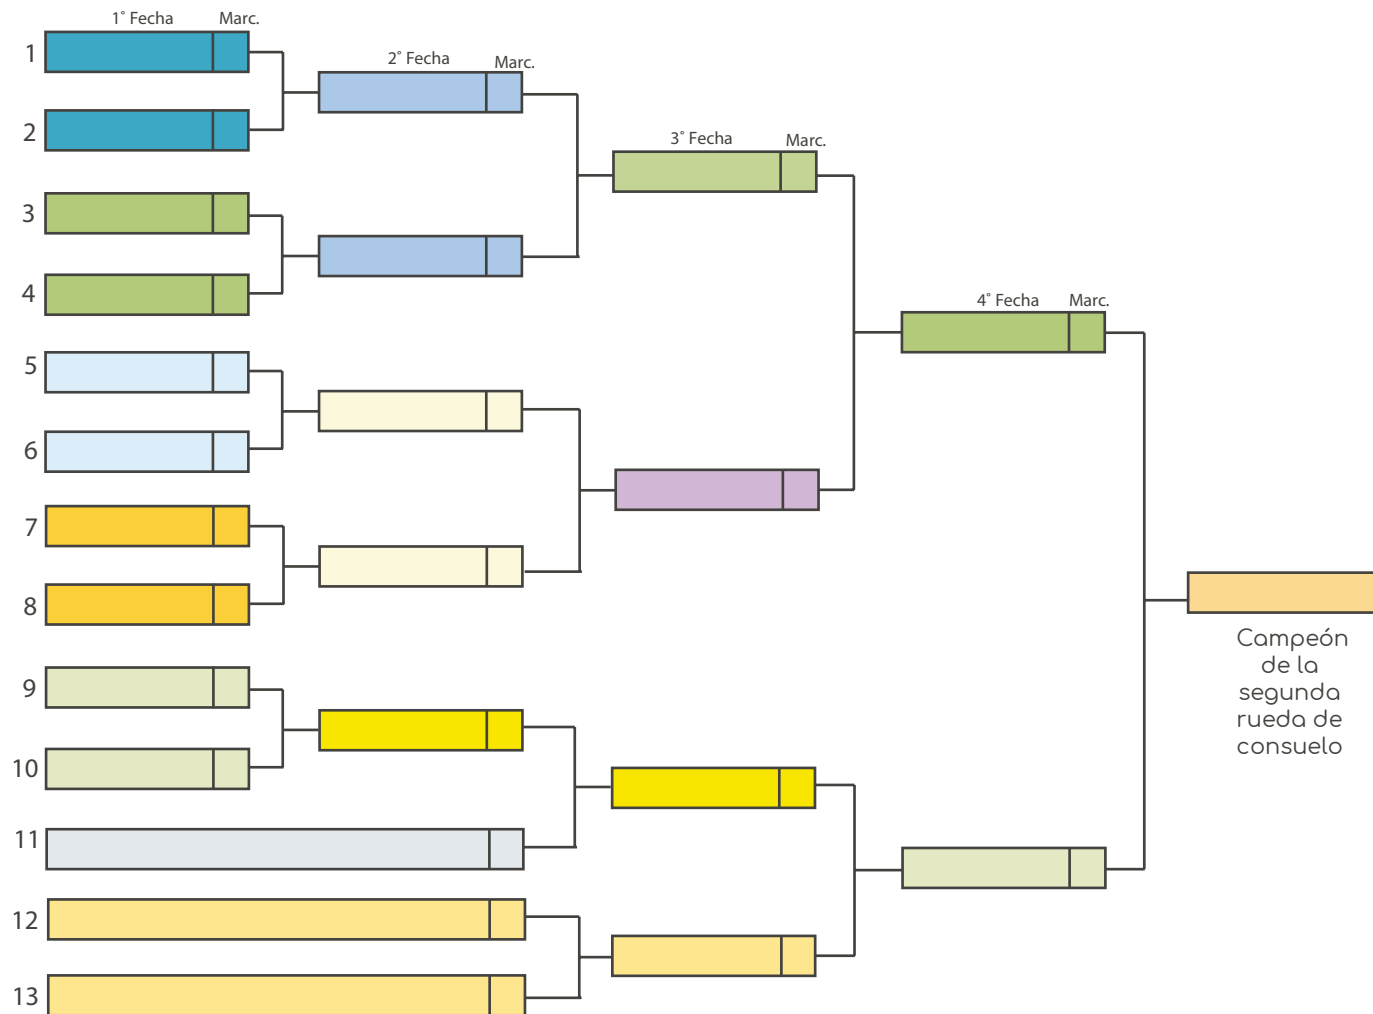 1° Fecha Marc.
1
2° Fecha Marc.
2
3° Fecha Marc.
3
4
4° Fecha Marc.
5
6
7
8
Campeón
de la
segunda
rueda de
consuelo
9
10
11
12
13